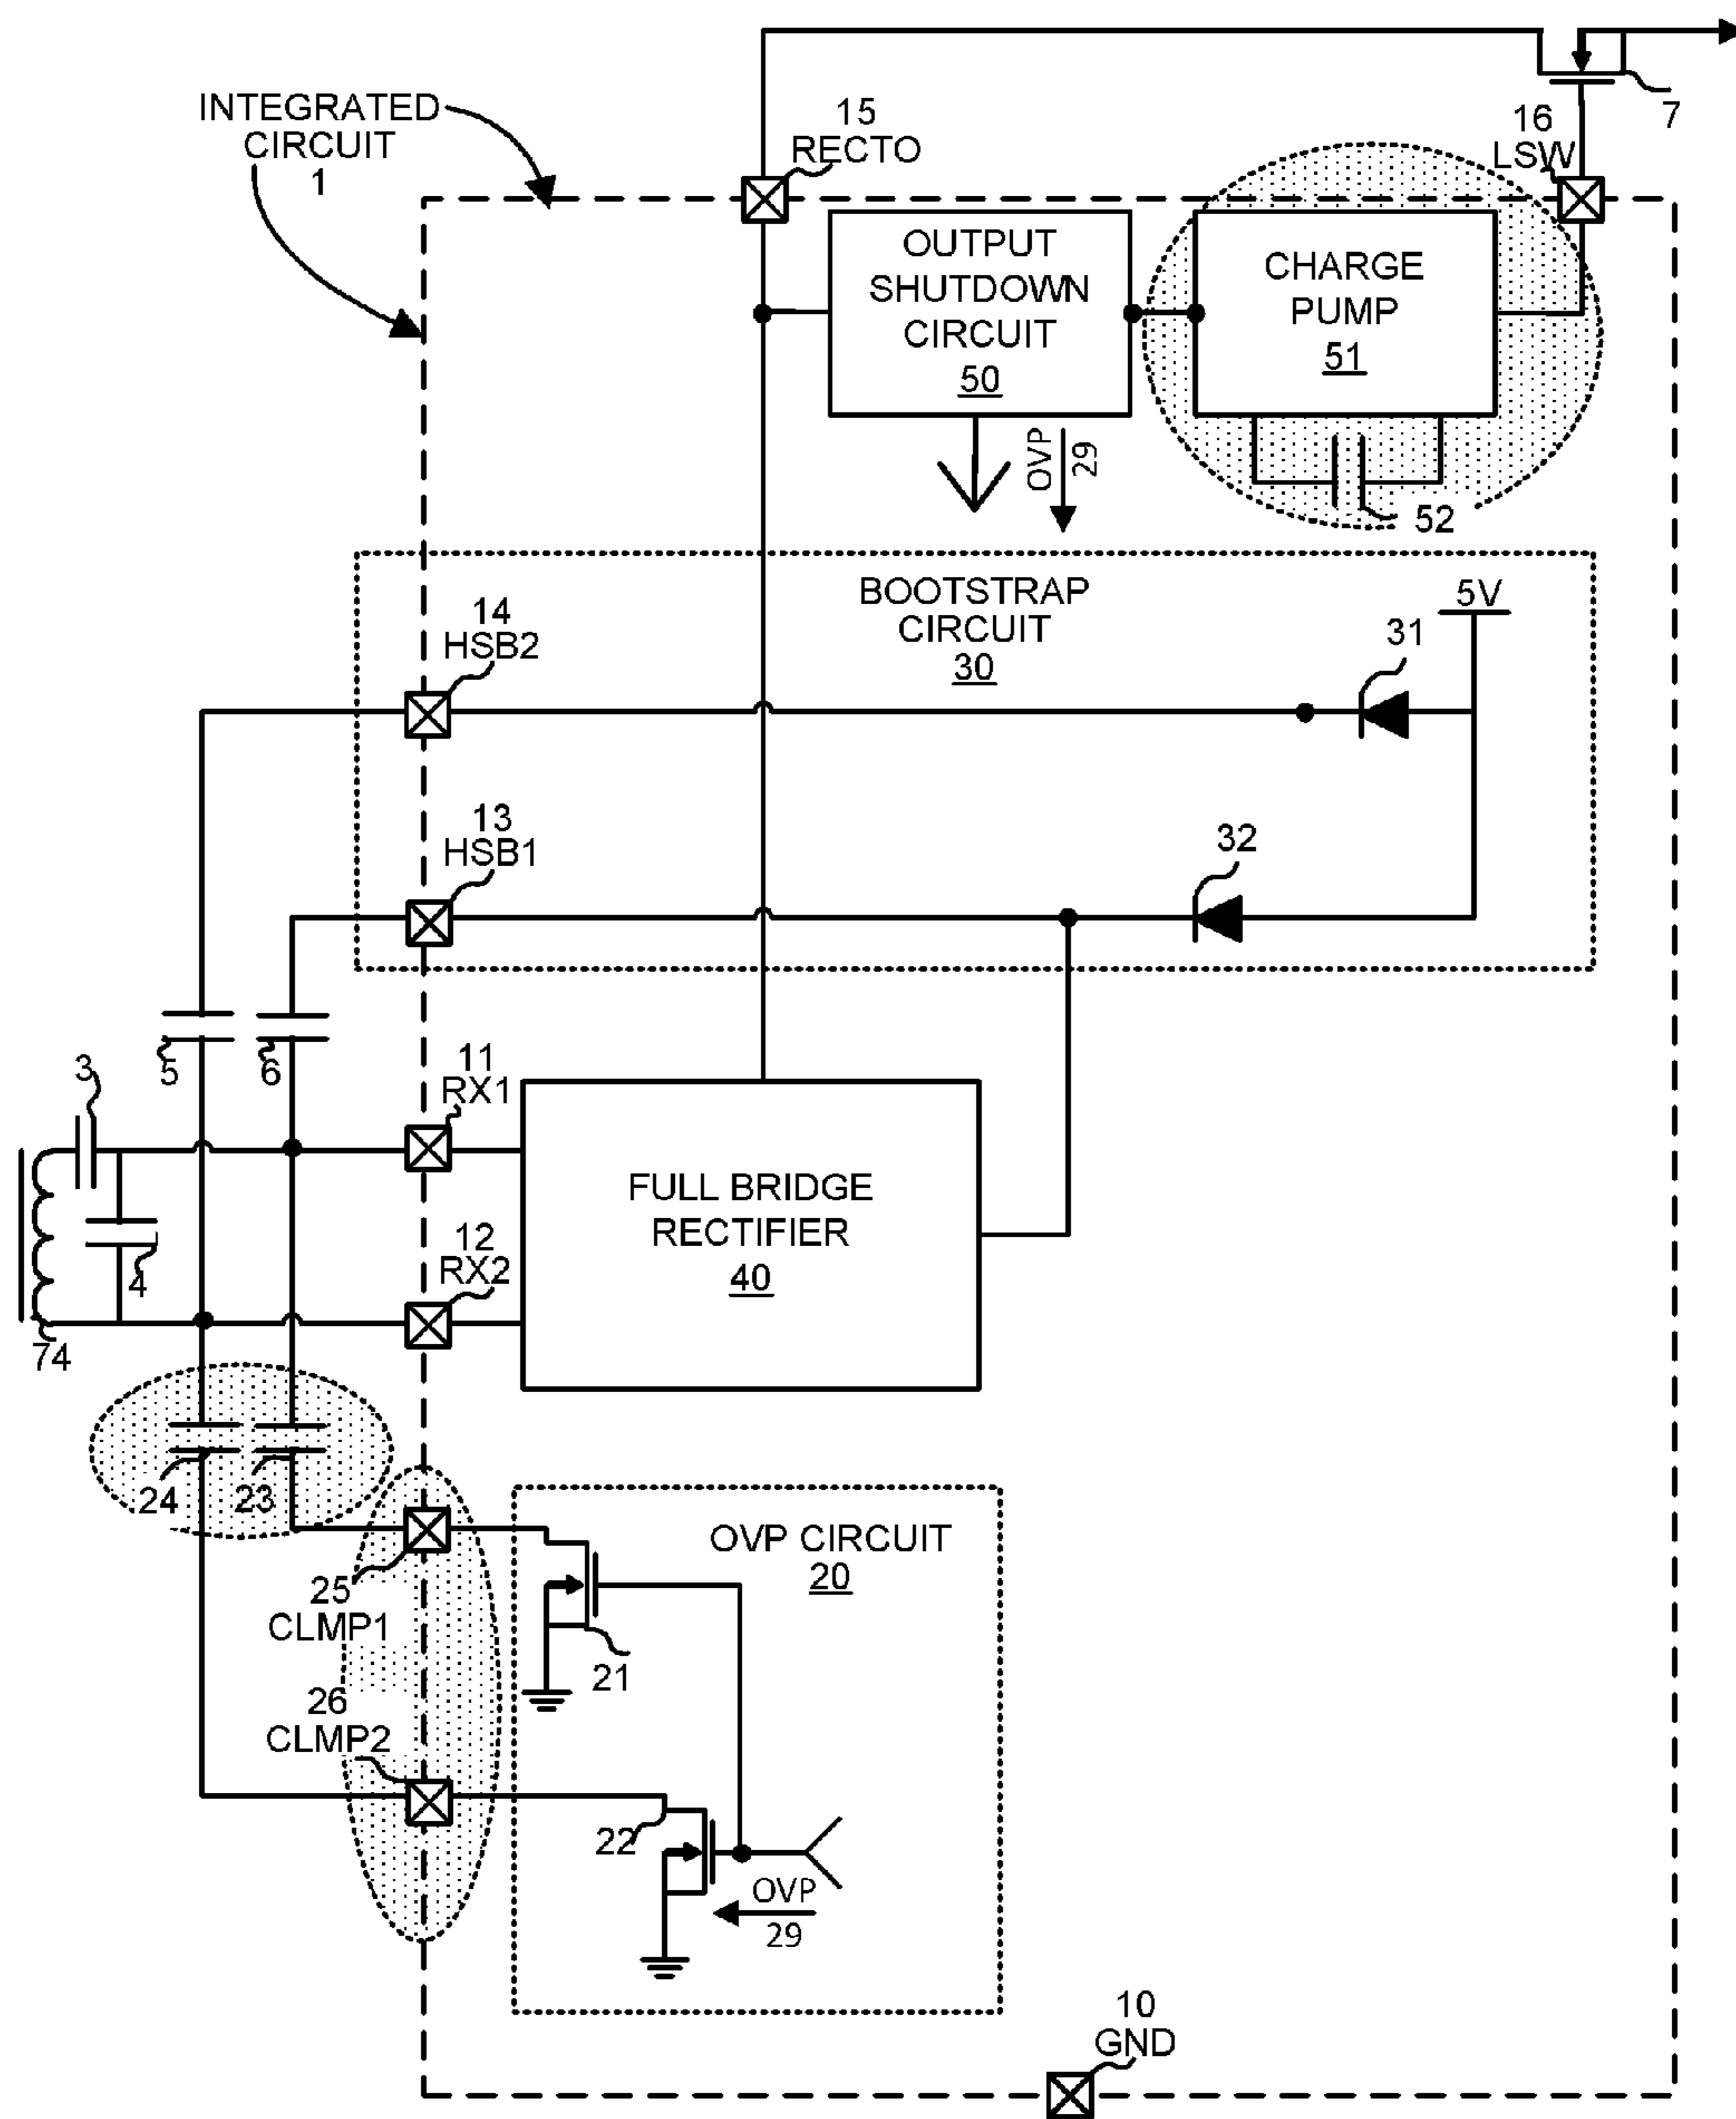 INTEGRATED
CIRCUIT
1
15
RECTO
16
LSW
7
OUTPUT
SHUTDOWN
CIRCUIT
50
CHARGE
PUMP
51
OVP
29
52
BOOTSTRAP
CIRCUIT
30
5V
14
HSB2
31
13
HSB1
32
3
5
6
11
RX1
4
12
RX2
74
FULL BRIDGE
RECTIFIER
40
24
23
25
CLMP1
OVP CIRCUIT
20
21
26
CLMP2
22
OVP
29
10
GND